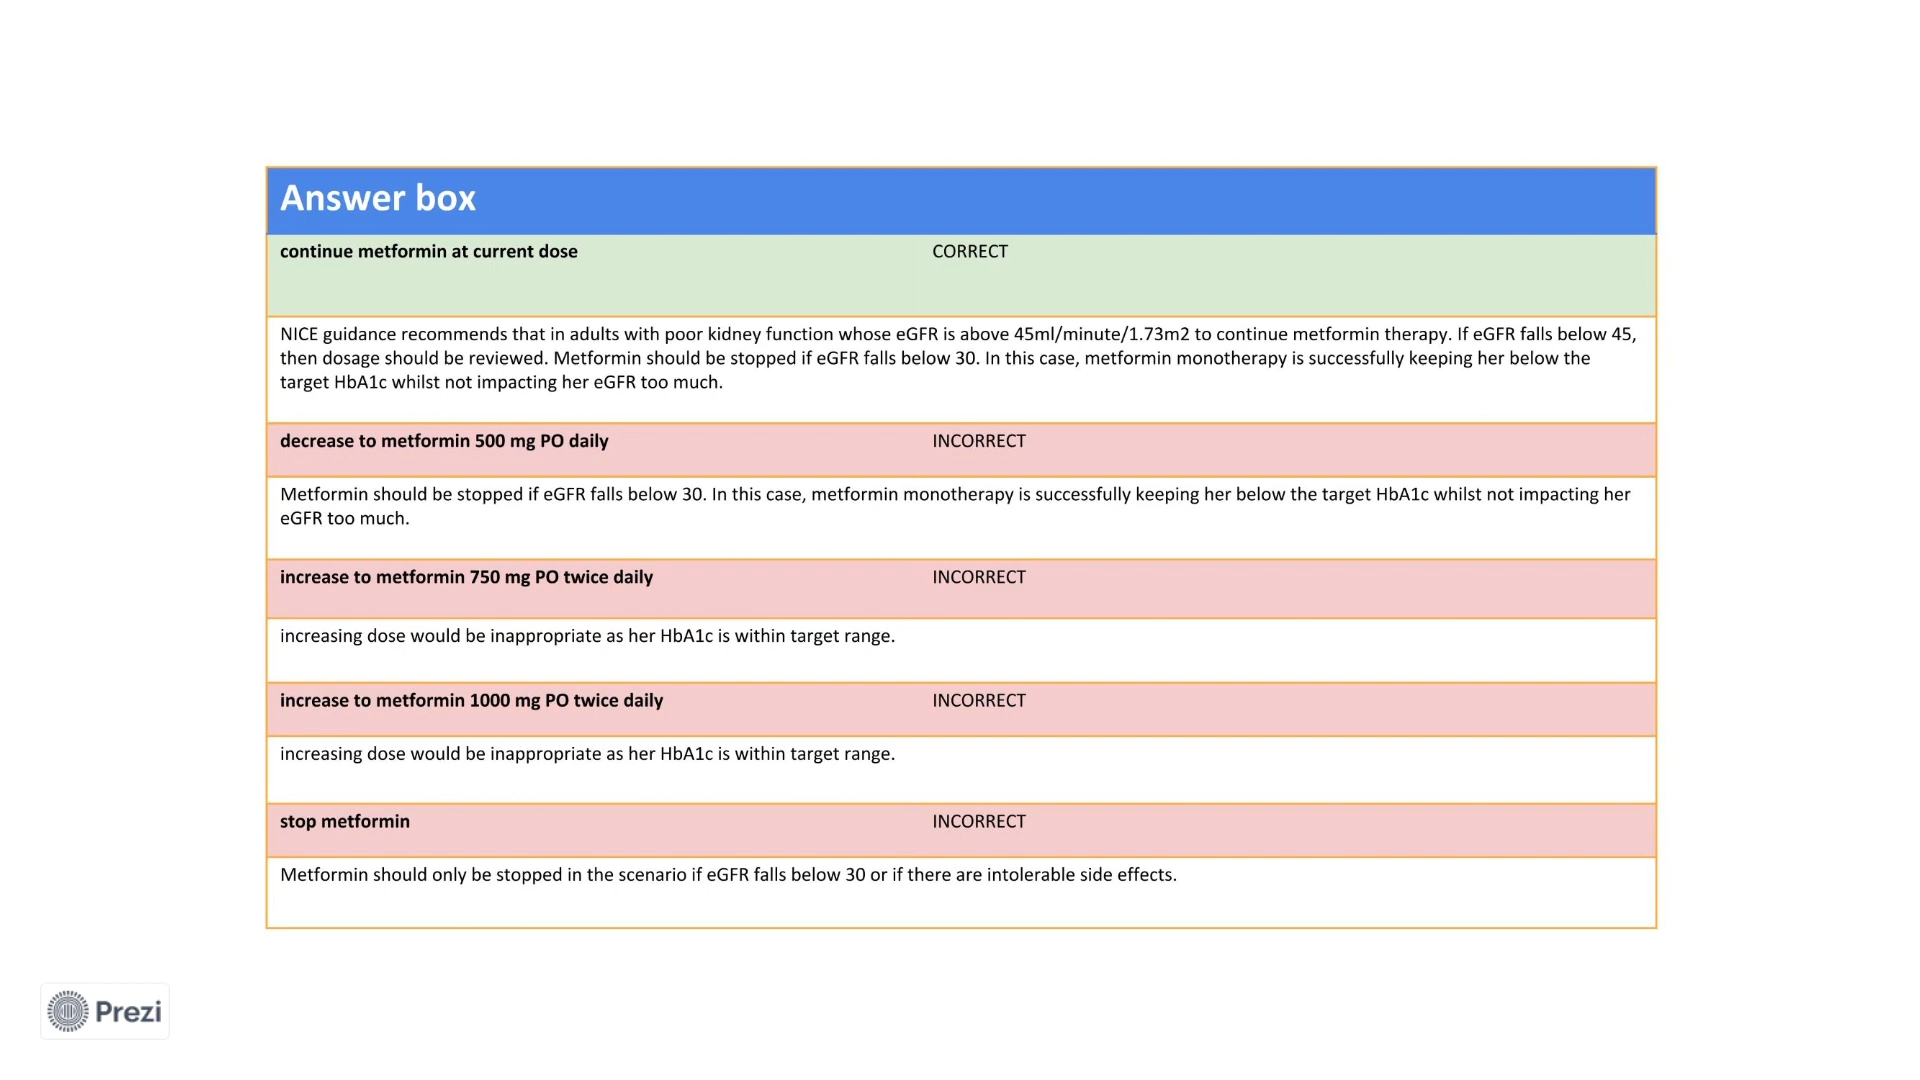 Answer box
continue metformin at current dose CORRECT
NICE guidance recommends that in adults with poor kidney function whose eGFR is above 45ml/minute/1.73m2 to continue metformin therapy. If eGFR falls below 45,
then dosage should be reviewed. Metformin should be stopped if eGFR falls below 30. In this case, metformin monotherapy is successfully keeping her below the
target HbA1c whilst not impacting her eGFR too much.
decrease to metformin 500 mg PO daily INCORRECT
Metformin should be stopped if eGFR falls below 30. In this case, metformin monotherapy is successfully keeping her below the target HbA1c whilst not impacting her
eGFR too much.
increase to metformin 750 mg PO twice daily INCORRECT
increasing dose would be inappropriate as her HbA1c is within target range.
increase to metformin 1000 mg PO twice daily INCORRECT
increasing dose would be inappropriate as her HbA1c is within target range.
stop metformin INCORRECT
Metformin should only be stopped in the scenario if eGFR falls below 30 or if there are intolerable side effects.
Prezi